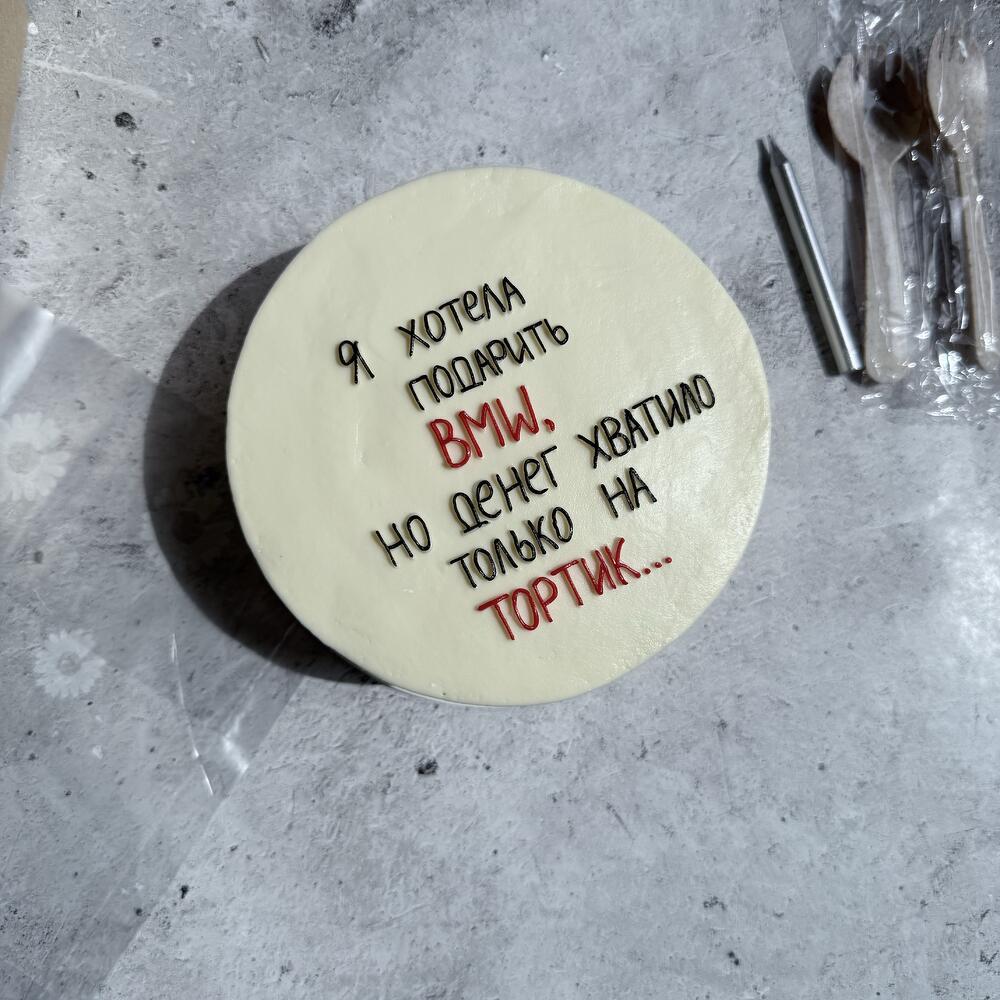 Я ХОТЕЛА
ПОДАРИТЬ
BMW,
НО ДЕНЕГ ХВАТИЛО
ТОЛЬКО НА
ТОРТИК...